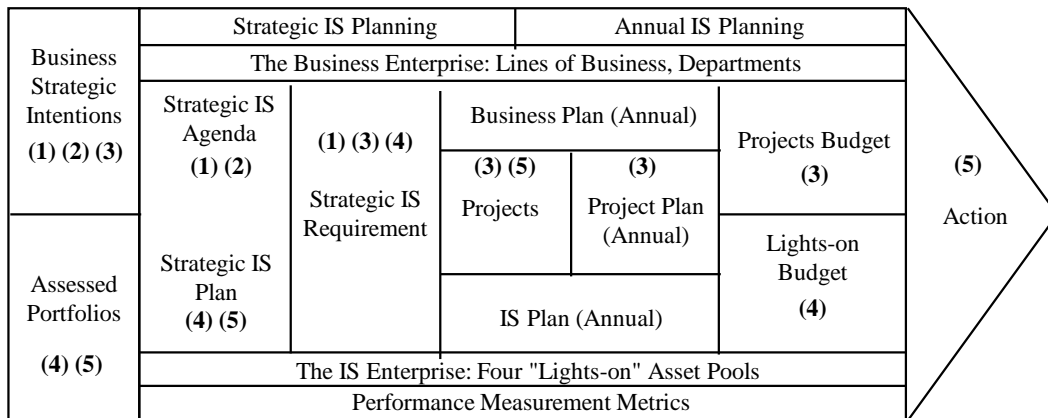 Strategic IS Planning
Annual IS Planning
The Business Enterprise: Lines of Business, Departments
Business
Strategic
Intentions
(1) (2) (3)
Assessed
Portfolios
(4) (5)
Strategic IS
Agenda
(1) (2)
Strategic IS
Plan
(4) (5)
(1) (3) (4)
Strategic IS
Requirement
Business Plan (Annual)
(3) (5)
Projects
(3)
Project Plan
(Annual)
IS Plan (Annual)
Projects Budget
(3)
Lights-on
Budget
(4)
(5)
Action
The IS Enterprise: Four "Lights-on" Asset Pools
Performance Measurement Metrics